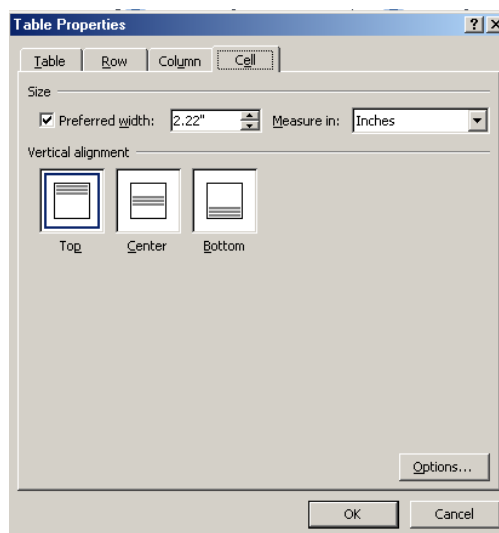 Table Properties ? X
Table Row Column Cell
Size
Preferred width: 2.22" Measure in: Inches
Vertical alignment
Top Center Bottom
Options...
OK Cancel